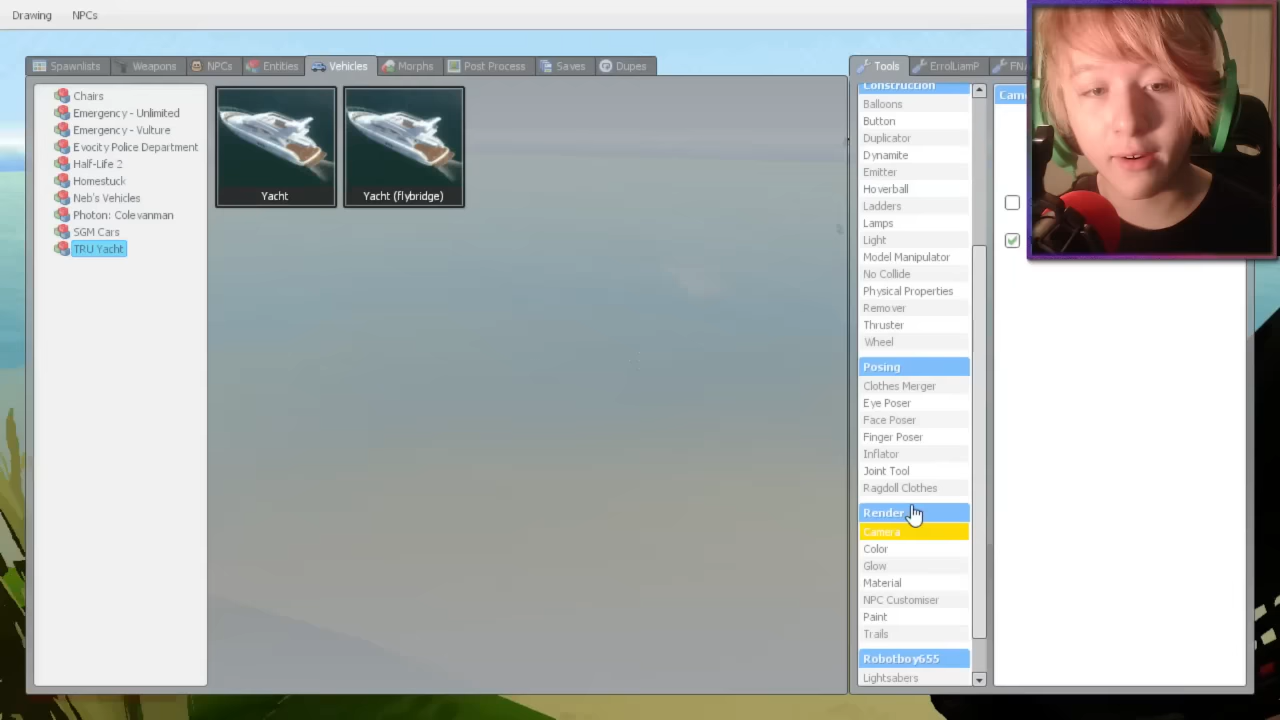 Drawing NPCs
Spawnlists Weapons NPCs Entities Vehicles Morphs Post Process Saves Dupes
Tools ErrolLiamP
Chairs
Emergency - Unlimited
Emergency - Vulture
Evocity Police Department
Half-Life 2
Homestuck
Neb's Vehicles
Photon: Colevanman
SGM Cars
TRU Yacht
Yacht
Yacht (flybridge)
Construction
Balloons
Button
Duplicator
Dynamite
Emitter
Hoverball
Ladders
Lamps
Light
Model Manipulator
No Collide
Physical Properties
Remover
Thruster
Wheel
Posing
Clothes Merger
Eye Poser
Face Poser
Finger Poser
Inflator
Joint Tool
Ragdoll Clothes
Render
Camera
Color
Glow
Material
NPC Customiser
Paint
Trails
Robotboy655
Lightsabers